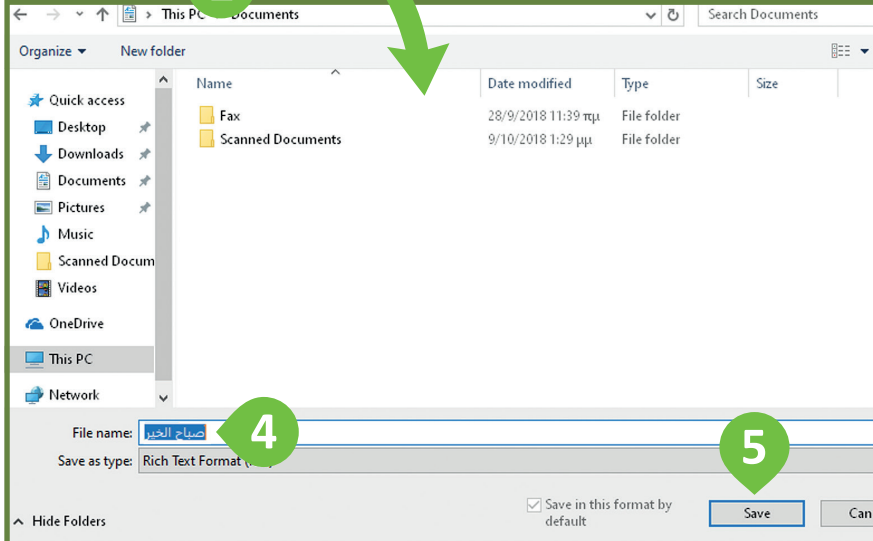 This PC Documents
Search Documents
Organize New folder
Name Date modified Type Size
Quick access
Desktop
Downloads
Documents
Pictures
Music
Scanned Docum
Videos
OneDrive
This PC
Network
Fax 28/9/2018 11:39 πμ File folder
Scanned Documents 9/10/2018 1:29 μμ File folder
File name: صباح الخير
4
Save as type: Rich Text Format
5
Save in this format by
default
Save
Can
Hide Folders